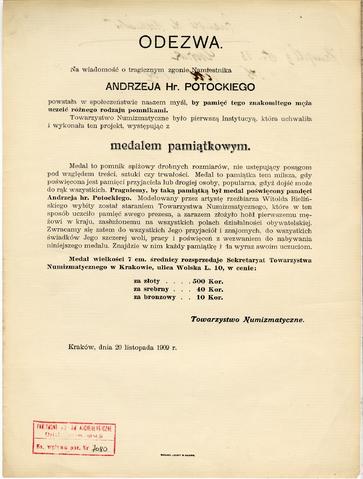 ODEZWA.
Na wiadomość o tragicznym zgonie Namiestnika
ANDRZEJA Hr. POTOCKIEGO
powstała w społeczeństwie naszem myśl, by pamięć tego znakomitego męża
uczcić różnego rodzaju pomnikami.
Towarzystwo Numizmatyczne było pierwszą instytucyą, która uchwaliła
i wykonała ten projekt, występując z
medalem pamiątkowym.
Medal to pomnik spiżowy drobnych rozmiarów, nie ustępujący posągom
pod względem treści, sztuki czy trwałości. Medal ta pamiątka tem milsza, gdy
poświęcona jest pamięci przyjaciela lub drogiej osoby, popularna, gdyż dojść może
do rąk wszystkich. Pragniemy, by taką pamiątką był medal poświęcony pamięci
Andrzeja hr. Potockiego. Modelowany przez artystę rzeźbiarza Witolda Bieliń-
skiego wybity został staraniem Towarzystwa Numizmatycznego, które w ten
sposób uczciło pamięć swego prezesa, a zarazem złożyło hołd pierwszemu mę-
żowi w kraju, zasłużonemu na wszystkich polach działalności obywatelskiej.
Zwracamy się zatem do wszystkich Jego przyjaciół i znajomych, do wszystkich
świadków Jego szczerej woli, pracy i poświęceń z wezwaniem do nabywania
niniejszego medalu. Znajdzie w nim każdy pamiątkę i da wyraz swoim uczuciom.
Medal wielkości 7 cm. średnicy rozsprzedaje Sekretaryat Towarzystwa
Numizmatycznego w Krakowie, ulica Wolska L. 10, w cenie:
za złoty . . . . 500 Kor.
za srebrny . . . 40 Kor.
za bronzowy . . 10 Kor.
Towarzystwo Numizmatyczne.
Kraków, dnia 20 listopada 1909 r.
Nr 7080